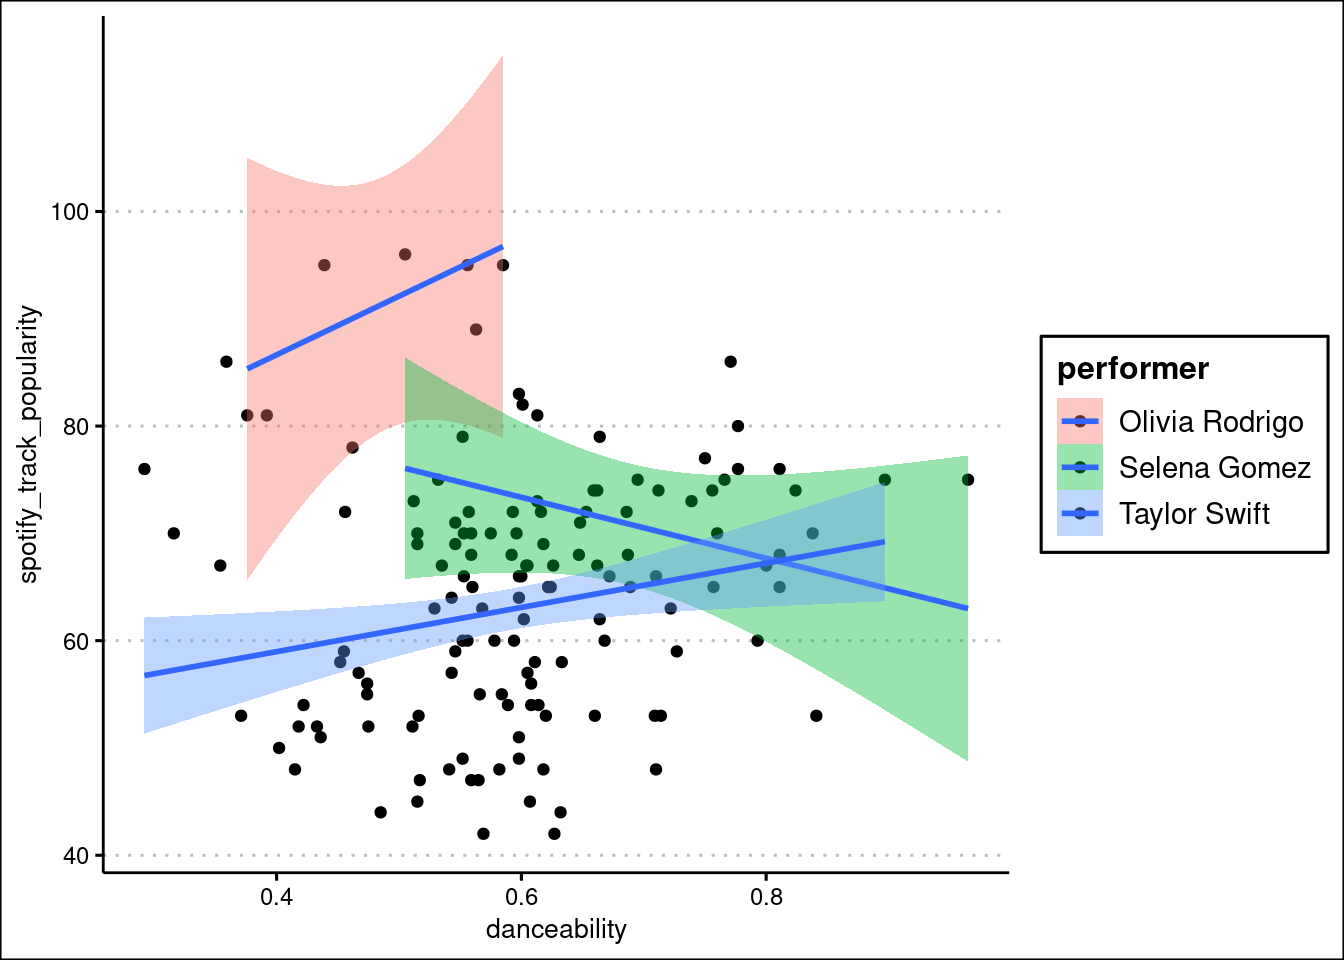 100
80
60
40
0.4
0.6
0.8
danceability
spotify_track_popularity
performer
Olivia Rodrigo
Selena Gomez
Taylor Swift